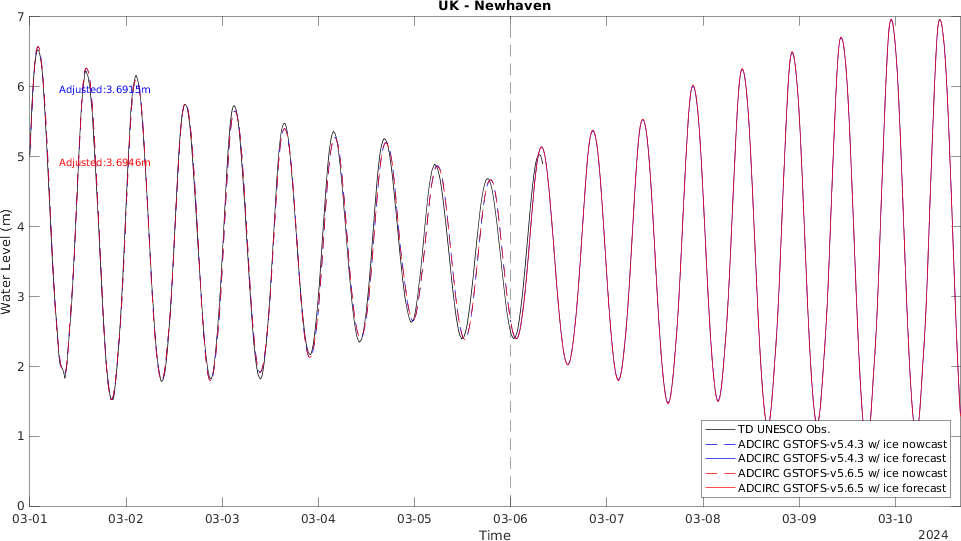 UK - Newhaven
7
6
5
4
3
2
1
0
Water Level (m)
Adjusted:3.6915m
Adjusted:3.6946m
TD UNESCO Obs.
ADCIRC GSTOFS-v5.4.3 w/ ice nowcast
ADCIRC GSTOFS-v5.4.3 w/ ice forecast
ADCIRC GSTOFS-v5.6.5 w/ ice nowcast
ADCIRC GSTOFS-v5.6.5 w/ ice forecast
03-01 03-02 03-03 03-04 03-05 03-06 03-07 03-08 03-09 03-10
Time
2024